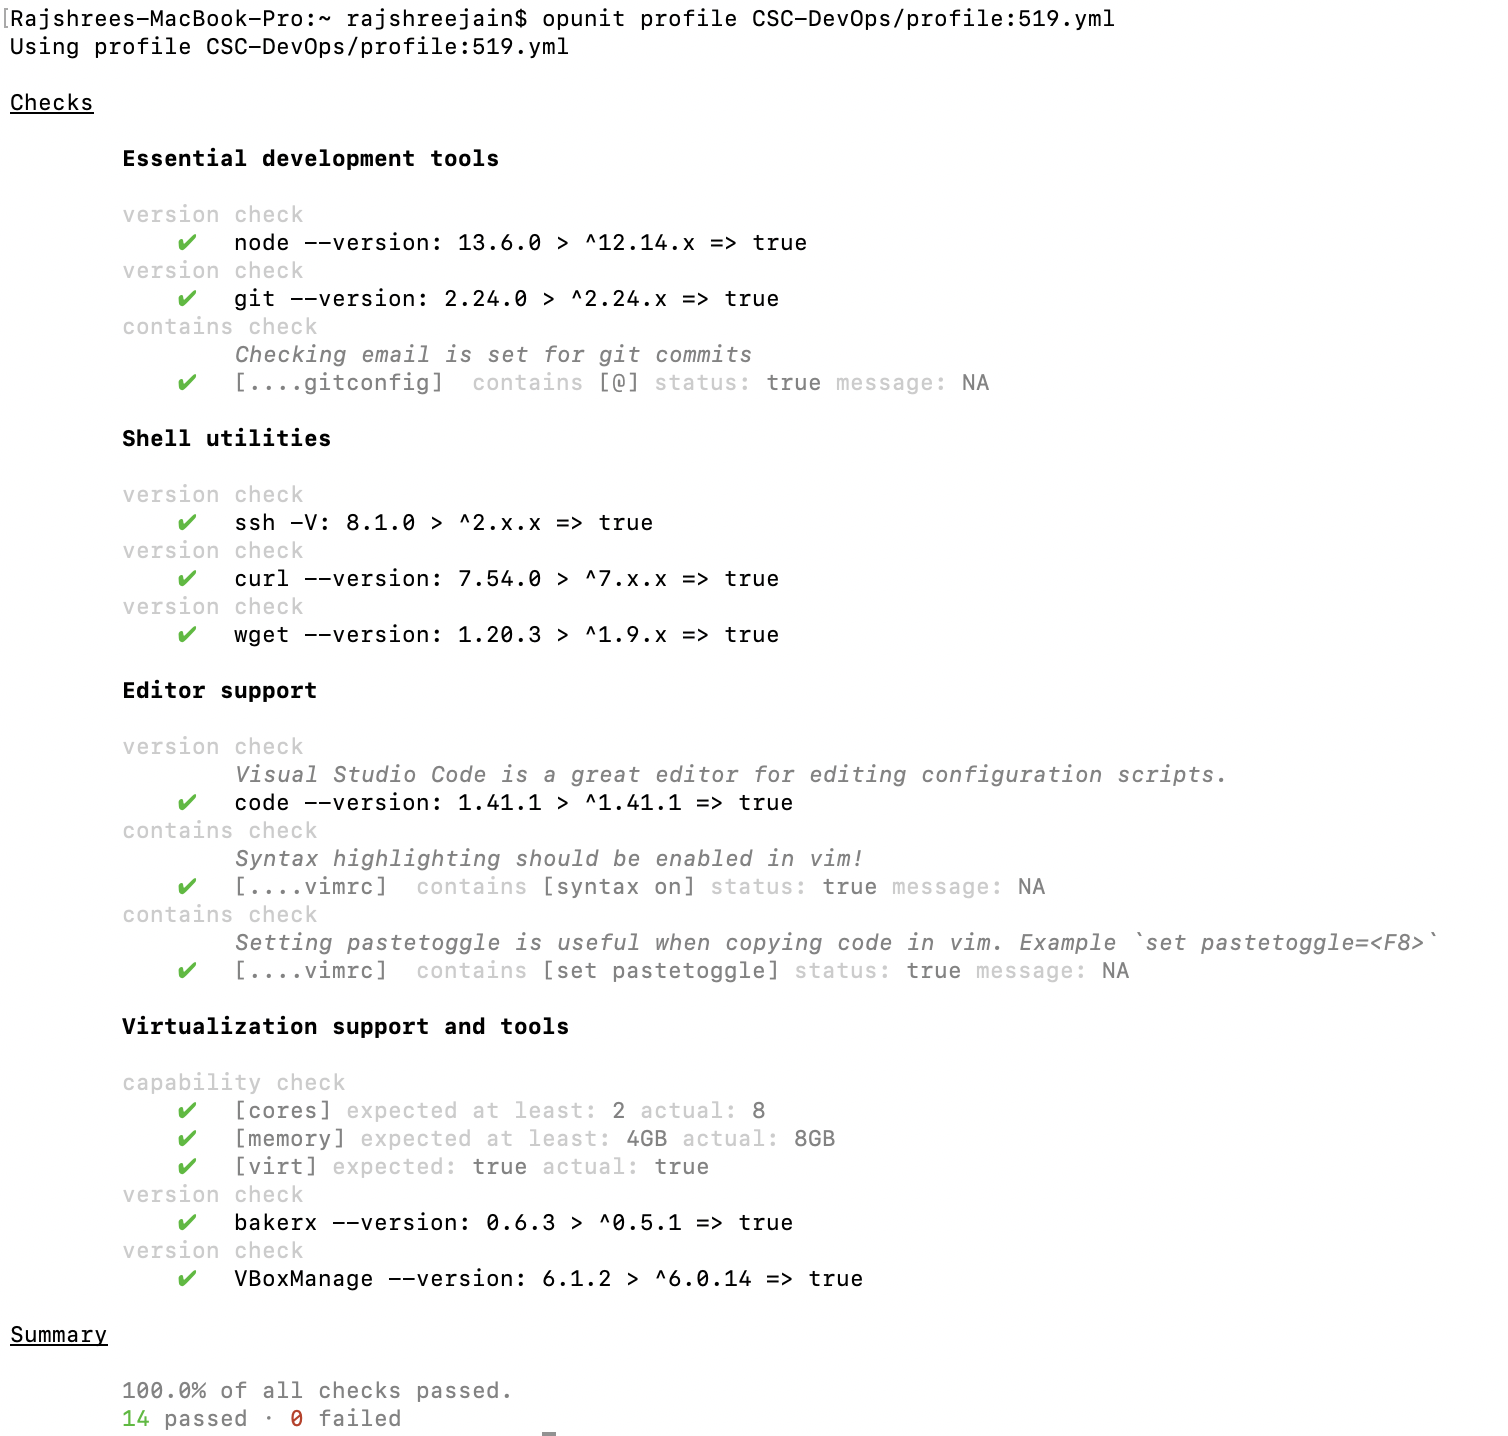 [Rajshrees-MacBook-Pro:~ rajshreejain$ opunit profile CSC-DevOps/profile:519.yml
Using profile CSC-DevOps/profile:519.yml
Checks
Essential development tools
version check
✔ node --version: 13.6.0 > ^12.14.x => true
version check
✔ git --version: 2.24.0 > ^2.24.x => true
contains check
Checking email is set for git commits
✔ [....gitconfig] contains [@] status: true message: NA
Shell utilities
version check
✔ ssh -V: 8.1.0 > ^2.x.x => true
version check
✔ curl --version: 7.54.0 > ^7.x.x => true
version check
✔ wget --version: 1.20.3 > ^1.9.x => true
Editor support
version check
Visual Studio Code is a great editor for editing configuration scripts.
✔ code --version: 1.41.1 > ^1.41.1 => true
contains check
Syntax highlighting should be enabled in vim!
✔ [....vimrc] contains [syntax on] status: true message: NA
contains check
Setting pastetoggle is useful when copying code in vim. Example `set pastetoggle=<F8>`
✔ [....vimrc] contains [set pastetoggle] status: true message: NA
Virtualization support and tools
capability check
✔ [cores] expected at least: 2 actual: 8
✔ [memory] expected at least: 4GB actual: 8GB
✔ [virt] expected: true actual: true
version check
✔ bakerx --version: 0.6.3 > ^0.5.1 => true
version check
✔ VBoxManage --version: 6.1.2 > ^6.0.14 => true
Summary
100.0% of all checks passed.
14 passed · 0 failed